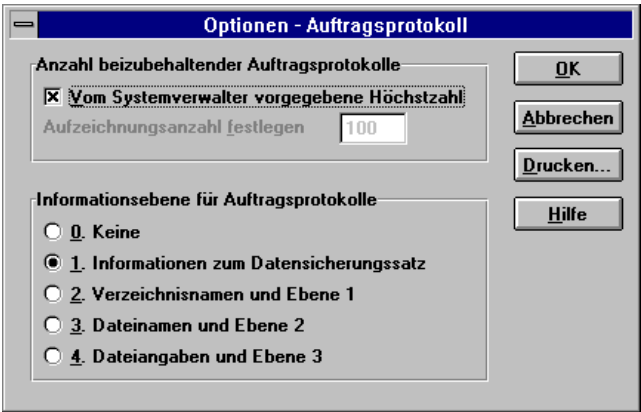 Optionen - Auftragsprotokoll
Anzahl beizubehaltender Auftragsprotokolle
Vom Systemverwalter vorgegebene Höchstzahl
Aufzeichnungsanzahl festlegen 100
OK
Abbrechen
Drucken...
Hilfe
Informationsebene für Auftragsprotokolle
0. Keine
1. Informationen zum Datensicherungssatz
2. Verzeichnisnamen und Ebene 1
3. Dateinamen und Ebene 2
4. Dateiangaben und Ebene 3